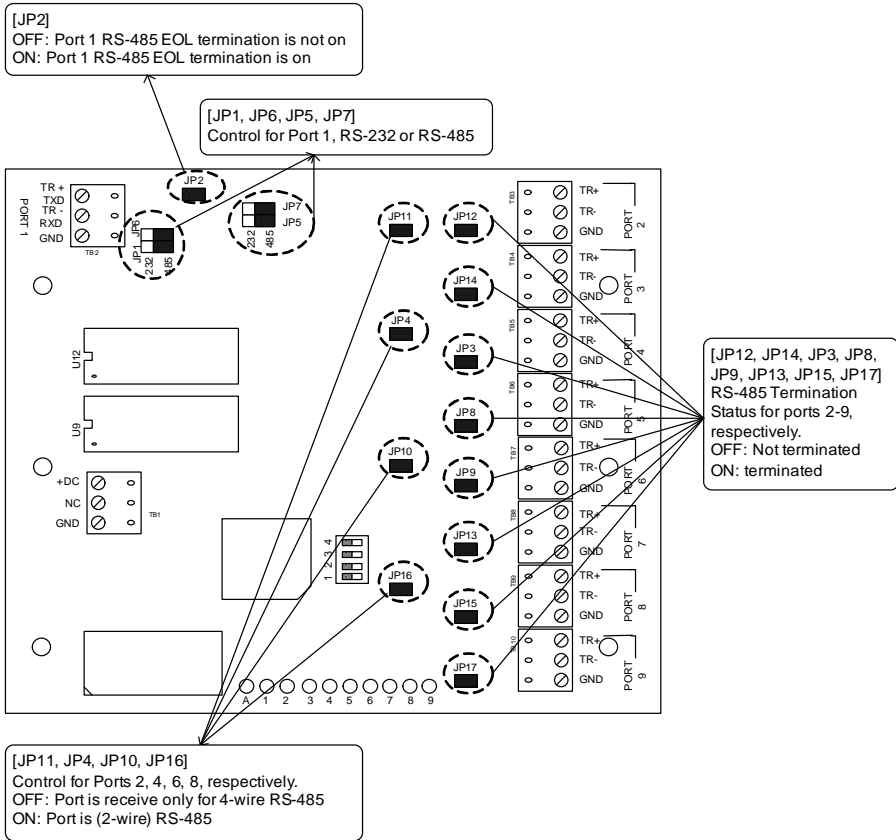 [JP2]
OFF: Port 1 RS-485 EOL termination is not on
ON: Port 1 RS-485 EOL termination is on
[JP1, JP6, JP5, JP7]
Control for Port 1, RS-232 or RS-485
PORT 1
TR +
TXD
TR -
RXD
GND
TB2
JP2
JP1 JP6
232 485
JP7
JP5
232 485
JP11
JP12
JP14
JP4
JP3
JP8
JP10
JP9
JP13
JP16
JP15
JP17
TB3
TR+
TR-
GND
PORT 2
TB4
TR+
TR-
GND
PORT 3
TB5
TR+
TR-
GND
PORT 4
TB6
TR+
TR-
GND
PORT 5
TB7
TR+
TR-
GND
PORT 6
TB8
TR+
TR-
GND
PORT 7
TB9
TR+
TR-
GND
PORT 8
TB10
TR+
TR-
GND
PORT 9
U12
U9
+DC
NC
GND
TB1
1 2 3 4
A 1 2 3 4 5 6 7 8 9
[JP12, JP14, JP3, JP8,
JP9, JP13, JP15, JP17]
RS-485 Termination
Status for ports 2-9,
respectively.
OFF: Not terminated
ON: terminated
[JP11, JP4, JP10, JP16]
Control for Ports 2, 4, 6, 8, respectively.
OFF: Port is receive only for 4-wire RS-485
ON: Port is (2-wire) RS-485